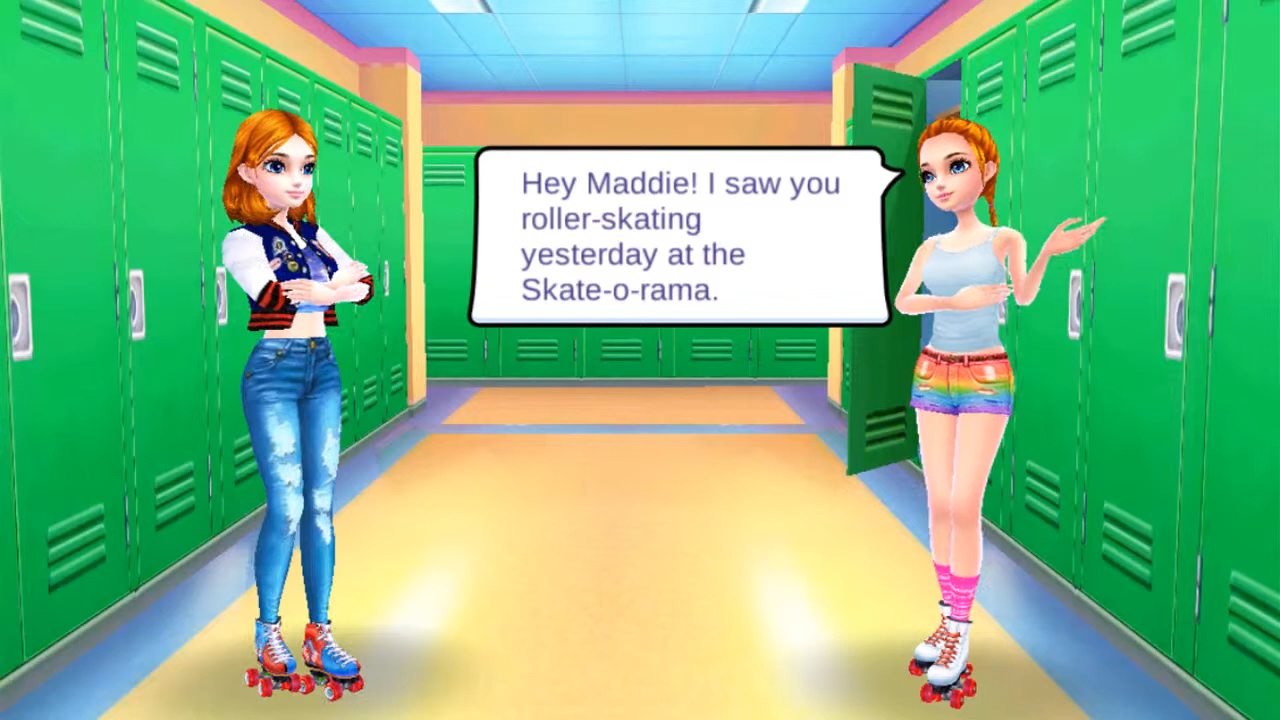 Hey Maddie! I saw you
roller-skating
yesterday at the
Skate-o-rama.